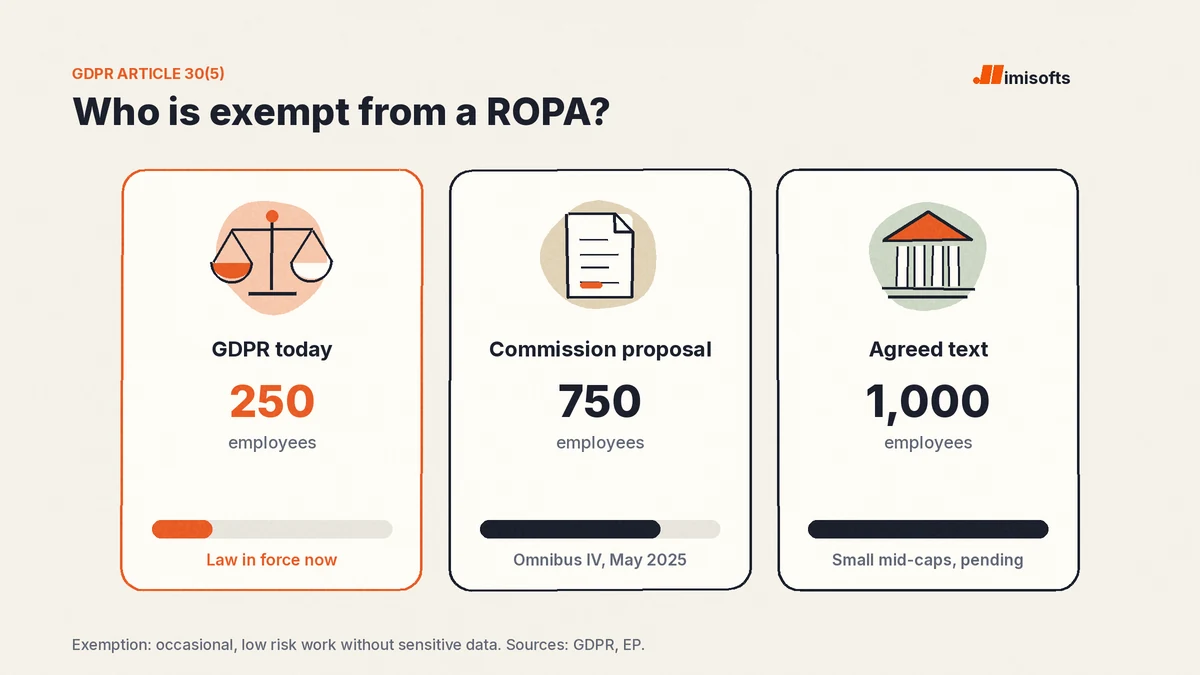 GDPR ARTICLE 30(5)
Who is exempt from a ROPA?
imisofts
GDPR today
250
employees
Law in force now
Commission proposal
750
employees
Omnibus IV, May 2025
Agreed text
1,000
employees
Small mid-caps, pending
Exemption: occasional, low risk work without sensitive data. Sources: GDPR, EP.